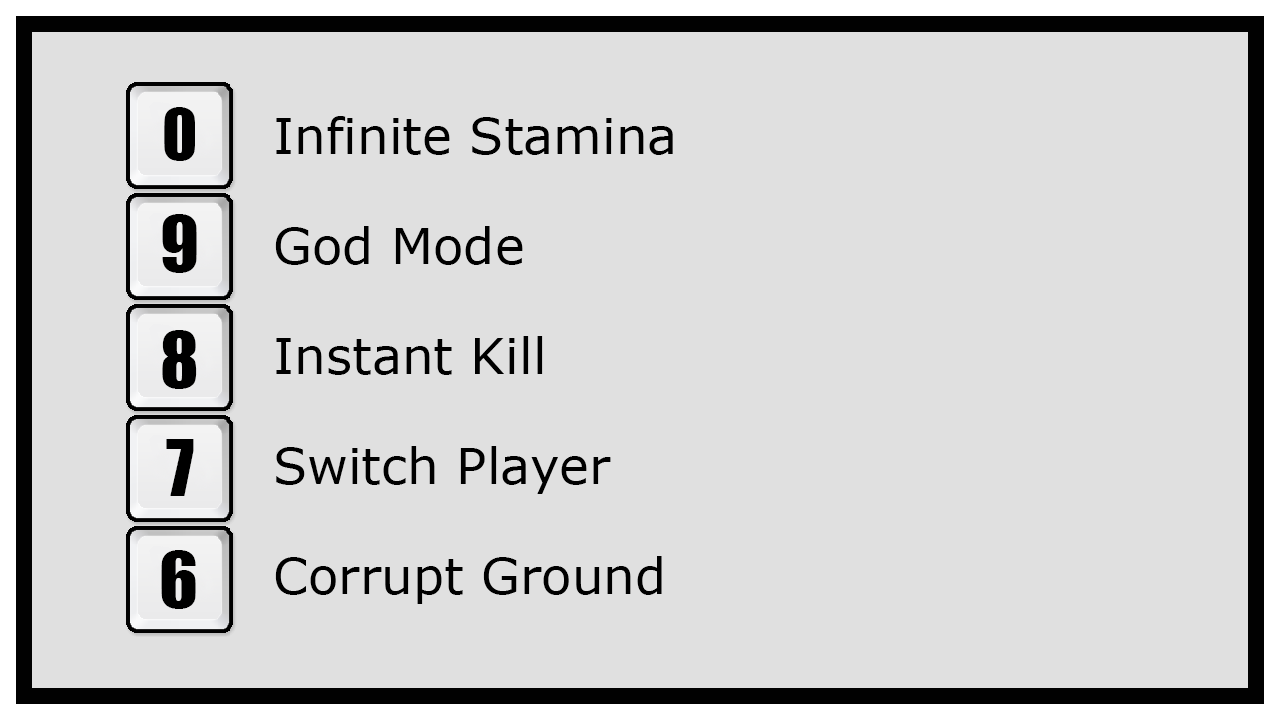 0 Infinite Stamina
9 God Mode
8 Instant Kill
7 Switch Player
6 Corrupt Ground